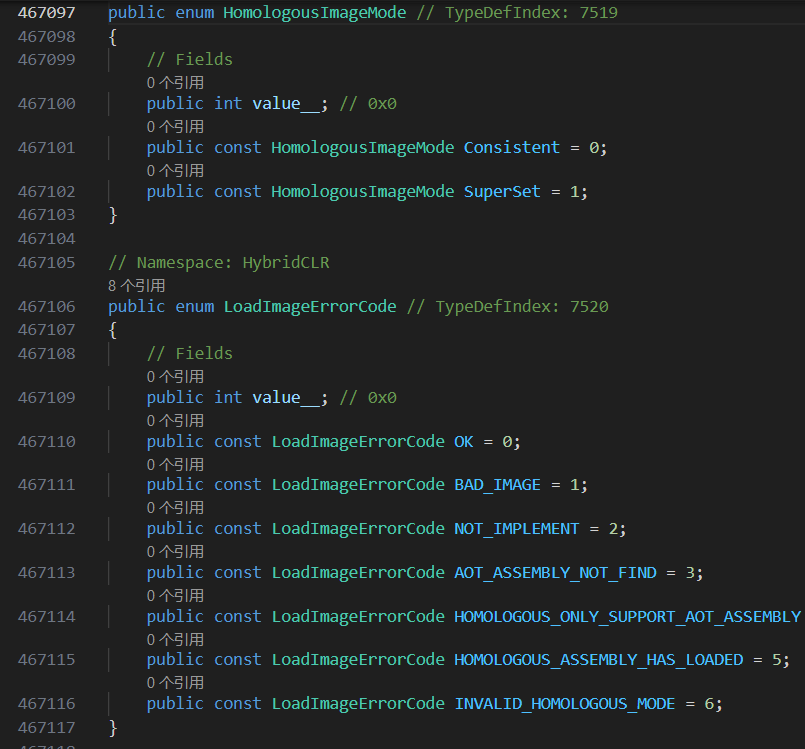 467097 public enum HomologousImageMode // TypeDefIndex: 7519
467098 {
467099 // Fields
0 个引用
467100 public int value__; // 0x0
0 个引用
467101 public const HomologousImageMode Consistent = 0;
0 个引用
467102 public const HomologousImageMode SuperSet = 1;
467103 }
467104
467105 // Namespace: HybridCLR
8 个引用
467106 public enum LoadImageErrorCode // TypeDefIndex: 7520
467107 {
467108 // Fields
0 个引用
467109 public int value__; // 0x0
0 个引用
467110 public const LoadImageErrorCode OK = 0;
0 个引用
467111 public const LoadImageErrorCode BAD_IMAGE = 1;
0 个引用
467112 public const LoadImageErrorCode NOT_IMPLEMENT = 2;
0 个引用
467113 public const LoadImageErrorCode AOT_ASSEMBLY_NOT_FIND = 3;
0 个引用
467114 public const LoadImageErrorCode HOMOLOGOUS_ONLY_SUPPORT_AOT_ASSEMBLY
0 个引用
467115 public const LoadImageErrorCode HOMOLOGOUS_ASSEMBLY_HAS_LOADED = 5;
0 个引用
467116 public const LoadImageErrorCode INVALID_HOMOLOGOUS_MODE = 6;
467117 }